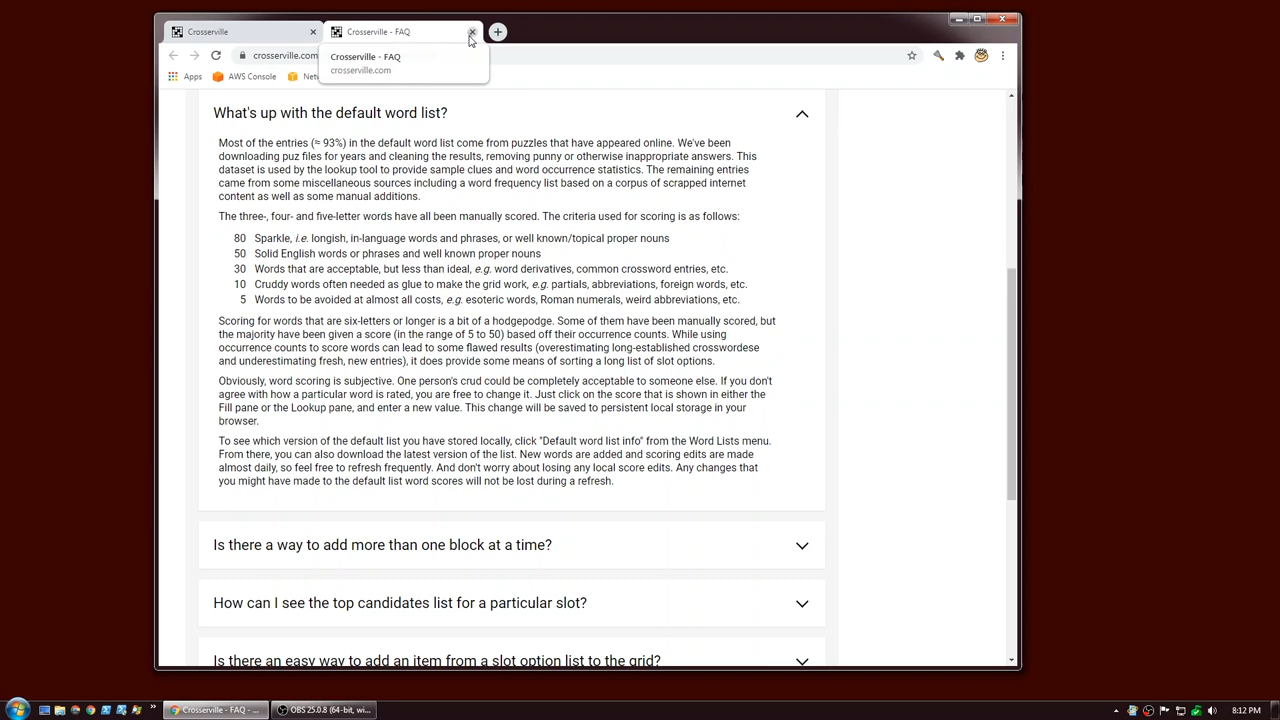 Crosserville
Crosserville - FAQ
crosserville.com
Crosserville - FAQ
crosserville.com
Apps
AWS Console
What's up with the default word list?
Most of the entries (≈ 93%) in the default word list come from puzzles that have appeared online. We've been
downloading puz files for years and cleaning the results, removing punny or otherwise inappropriate answers. This
dataset is used by the lookup tool to provide sample clues and word occurrence statistics. The remaining entries
came from some miscellaneous sources including a word frequency list based on a corpus of scrapped internet
content as well as some manual additions.
The three-, four- and five-letter words have all been manually scored. The criteria used for scoring is as follows:
80 Sparkle, i.e. longish, in-language words and phrases, or well known/topical proper nouns
50 Solid English words or phrases and well known proper nouns
30 Words that are acceptable, but less than ideal, e.g. word derivatives, common crossword entries, etc.
10 Cruddy words often needed as glue to make the grid work, e.g. partials, abbreviations, foreign words, etc.
5 Words to be avoided at almost all costs, e.g. esoteric words, Roman numerals, weird abbreviations, etc.
Scoring for words that are six-letters or longer is a bit of a hodgepodge. Some of them have been manually scored, but
the majority have been given a score (in the range of 5 to 50) based off their occurrence counts. While using
occurrence counts to score words can lead to some flawed results (overestimating long-established crosswordese
and underestimating fresh, new entries), it does provide some means of sorting a long list of slot options.
Obviously, word scoring is subjective. One person's crud could be completely acceptable to someone else. If you don't
agree with how a particular word is rated, you are free to change it. Just click on the score that is shown in either the
Fill pane or the Lookup pane, and enter a new value. This change will be saved to persistent local storage in your
browser.
To see which version of the default list you have stored locally, click "Default word list info" from the Word Lists menu.
From there, you can also download the latest version of the list. New words are added and scoring edits are made
almost daily, so feel free to refresh frequently. And don't worry about losing any local score edits. Any changes that
you might have made to the default list word scores will not be lost during a refresh.
Is there a way to add more than one block at a time?
How can I see the top candidates list for a particular slot?
Is there an easy way to add an item from a slot option list to the grid?
Crosserville - FAQ - ...
OBS 25.0.8 (64-bit, wi...
8:12 PM